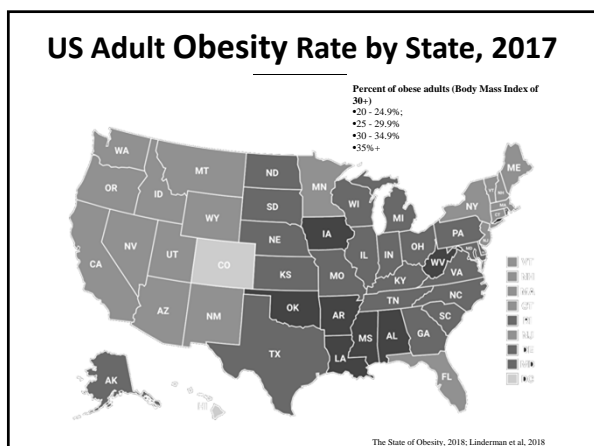 US Adult Obesity Rate by State, 2017
Percent of obese adults (Body Mass Index of
30+)
•20 - 24.9%;
•25 - 29.9%
•30 - 34.9%
•35%+
WA
MT
ND
MN
ME
OR
ID
SD
WI
NY
WY
MI
IA
NE
PA
NV
UT
CO
IL
IN
OH
WV
VA
CA
KS
MO
KY
NC
AZ
NM
OK
AR
TN
SC
MS
AL
GA
TX
LA
FL
AK
HI
VT
NH
MA
CT
NJ
DC
The State of Obesity, 2018; Linderman et al, 2018